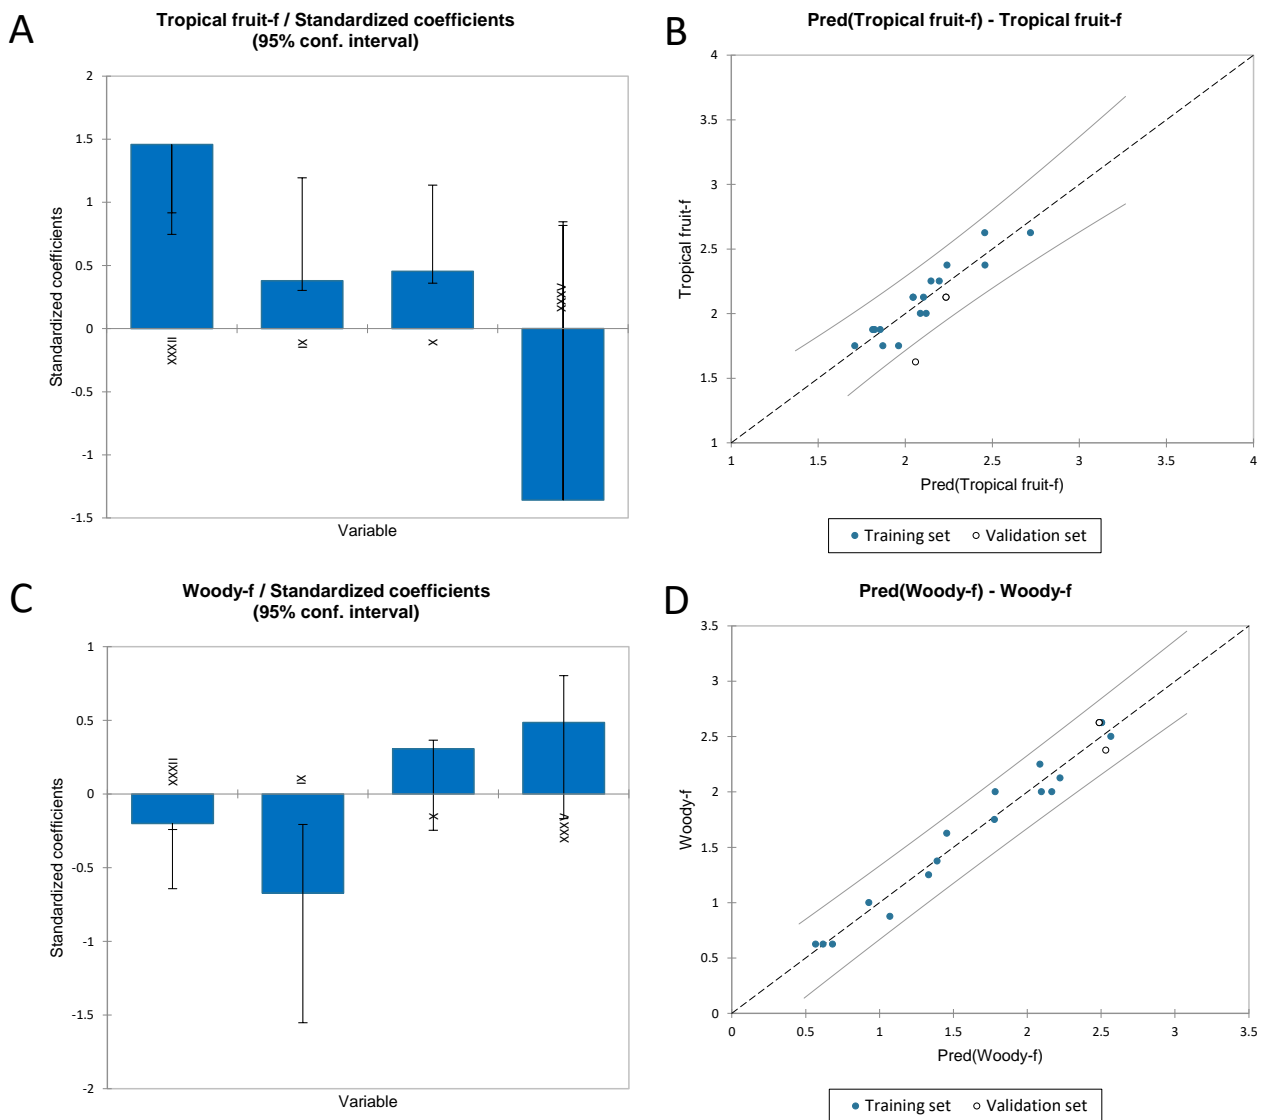 A
Tropical fruit-f / Standardized coefficients
(95% conf. interval)
2
1.5
1
0.5
0
-0.5
-1
-1.5
Standardized coefficients
XXXII
XI
X
XXXV
Variable
B
Pred(Tropical fruit-f) - Tropical fruit-f
4
3.5
3
2.5
2
1.5
1
Tropical fruit-f
1
1.5
2
2.5
3
3.5
4
Pred(Tropical fruit-f)
Training set
Validation set
C
Woody-f / Standardized coefficients
(95% conf. interval)
1
0.5
0
-0.5
-1
-1.5
-2
Standardized coefficients
XXXII
XI
X
XXXV
Variable
D
Pred(Woody-f) - Woody-f
3.5
3
2.5
2
1.5
1
0.5
0
Woody-f
0
0.5
1
1.5
2
2.5
3
3.5
Pred(Woody-f)
Training set
Validation set